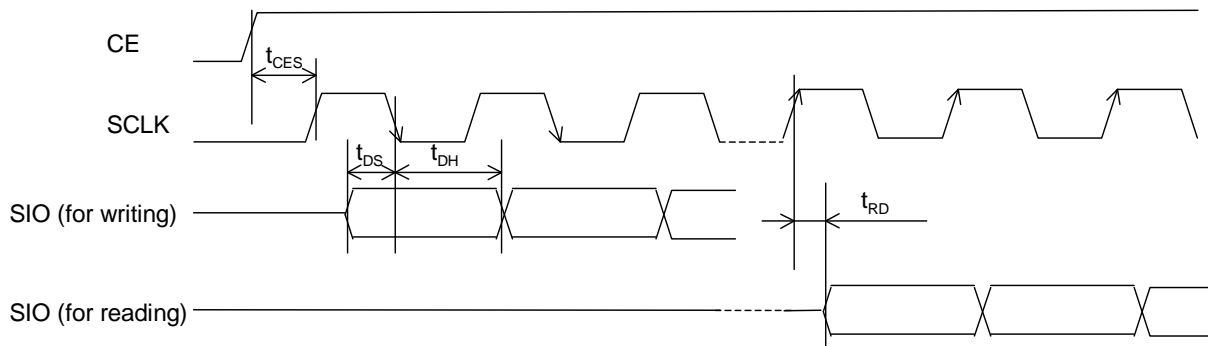 CE
tCES
SCLK
tDS
tDH
SIO (for writing)
tRD
SIO (for reading)